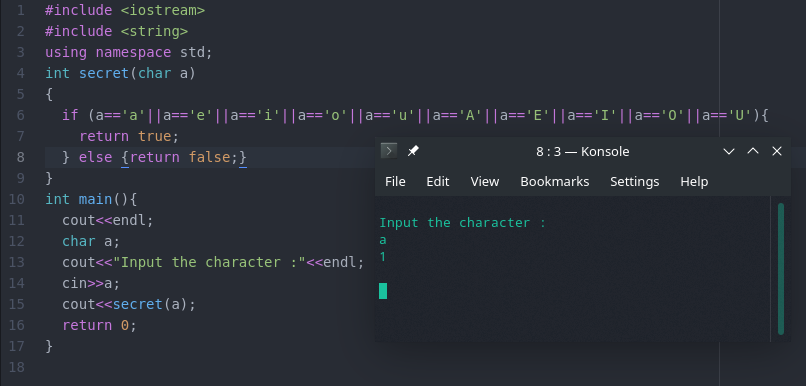 1 #include <iostream>
2 #include <string>
3 using namespace std;
4 int secret(char a)
5 {
6 if (a=='a'||a=='e'||a=='i'||a=='o'||a=='u'||a=='A'||a=='E'||a=='I'||a=='O'||a=='U'){
7 return true;
8 } else {return false;}
9 }
10 int main(){
11 cout<<endl;
12 char a;
13 cout<<"Input the character :"<<endl;
14 cin>>a;
15 cout<<secret(a);
16 return 0;
17 }
18
8 : 3 — Konsole
File Edit View Bookmarks Settings Help
Input the character :
a
1